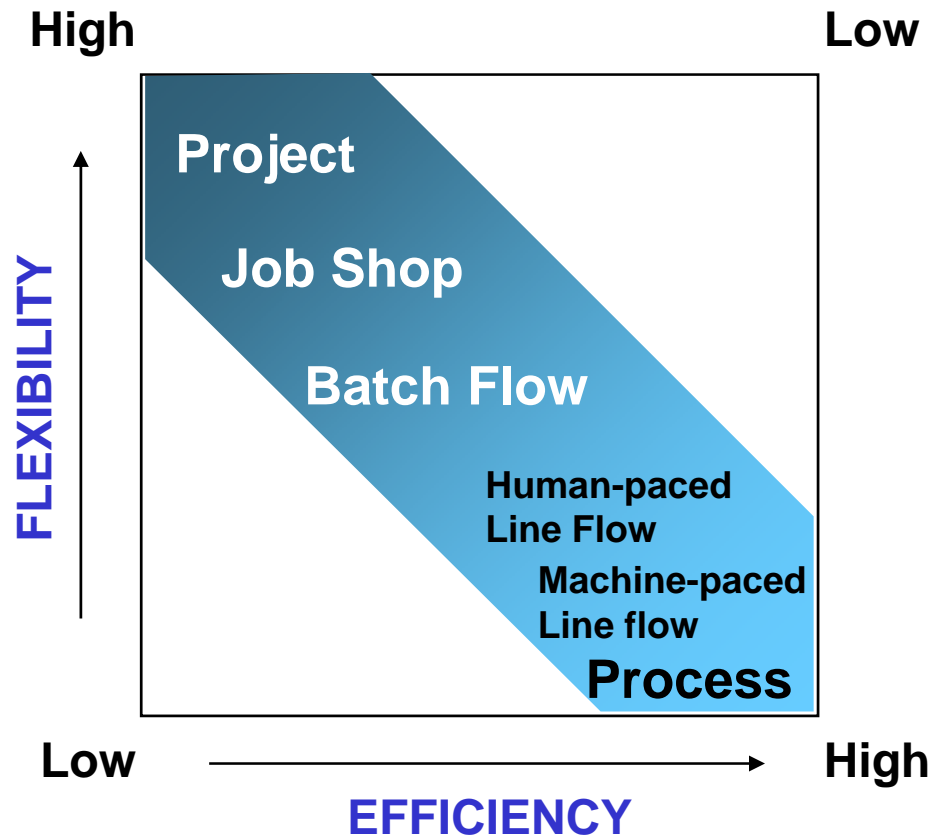 High
Low
Project
Job Shop
Batch Flow
Human-paced
Line Flow
Machine-paced
Line flow
Process
FLEXIBILITY
Low
High
EFFICIENCY